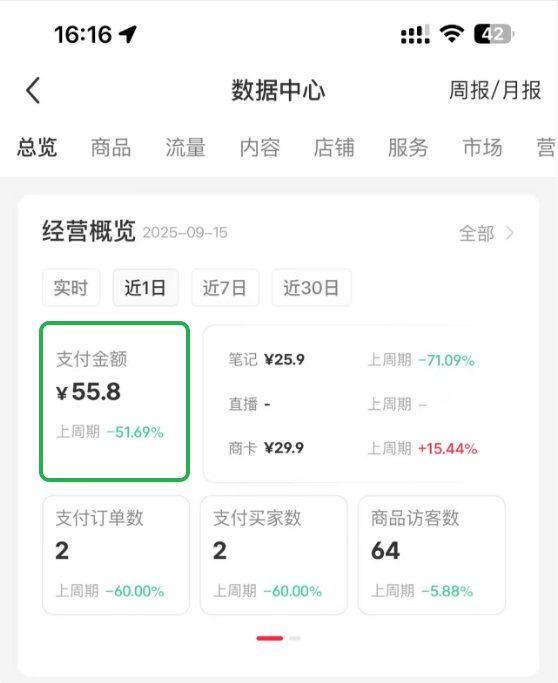 16:16 42
数据中心 周报/月报
总览 商品 流量 内容 店铺 服务 市场 营
经营概览 2025-09-15 全部
实时 近1日 近7日 近30日
支付金额
¥55.8
上周期 -51.69%
笔记 ¥25.9 上周期 -71.09%
直播 - 上周期 -
商卡 ¥29.9 上周期 +15.44%
支付订单数
2
上周期 -60.00%
支付买家数
2
上周期 -60.00%
商品访客数
64
上周期 -5.88%